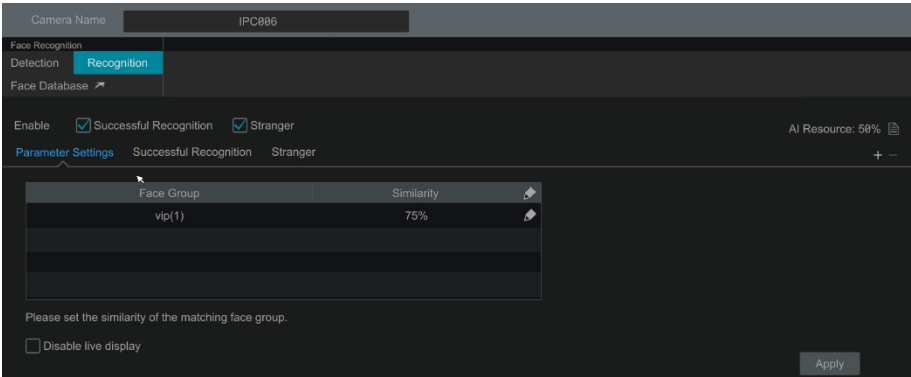 Camera Name IPC006
Face Recognition
Detection Recognition
Face Database
Enable Successful Recognition Stranger
AI Resource: 50%
Parameter Settings Successful Recognition Stranger
+ −
Face Group Similarity
vip(1) 75%
Please set the similarity of the matching face group.
Disable live display
Apply